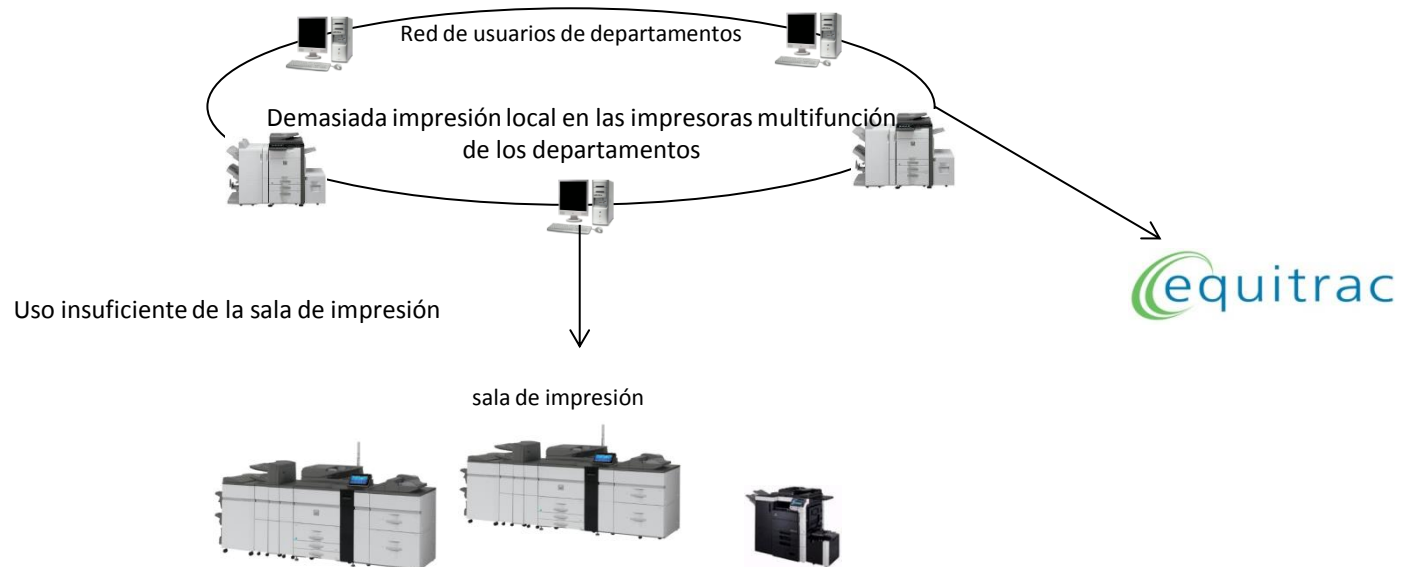 Red de usuarios de departamentos
Demasiada impresión local en las impresoras multifunción
de los departamentos
equitrac
Uso insuficiente de la sala de impresión
sala de impresión